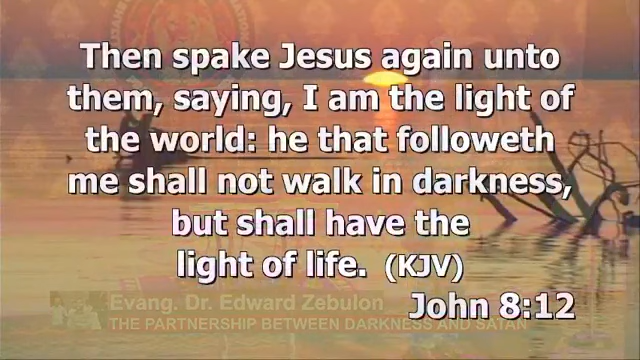 Then spake Jesus again unto
them, saying, I am the light of
the world: he that followeth
me shall not walk in darkness,
but shall have the
light of life. (KJV)
John 8:12
Evang. Dr. Edward Zebulon
THE PARTNERSHIP BETWEEN DARKNESS AND SATAN